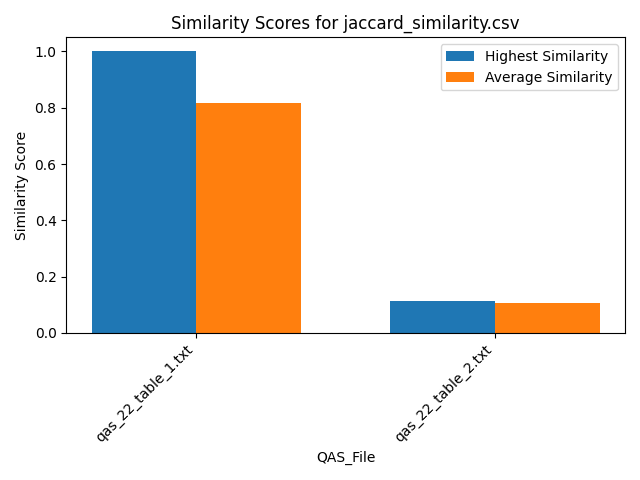 Similarity Scores for jaccard_similarity.csv
Highest Similarity
Average Similarity
Similarity Score
1.0
0.8
0.6
0.4
0.2
0.0
qas_22_table_1.txt
qas_22_table_2.txt
QAS_File